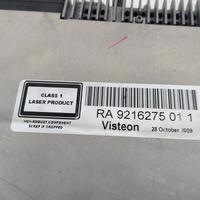 CLASS 1
LASER PRODUCT
NON-ROBUST COMPONENT
SCRAP IF DROPPED
RA 9216275 01 1
Visteon
28 October 2009